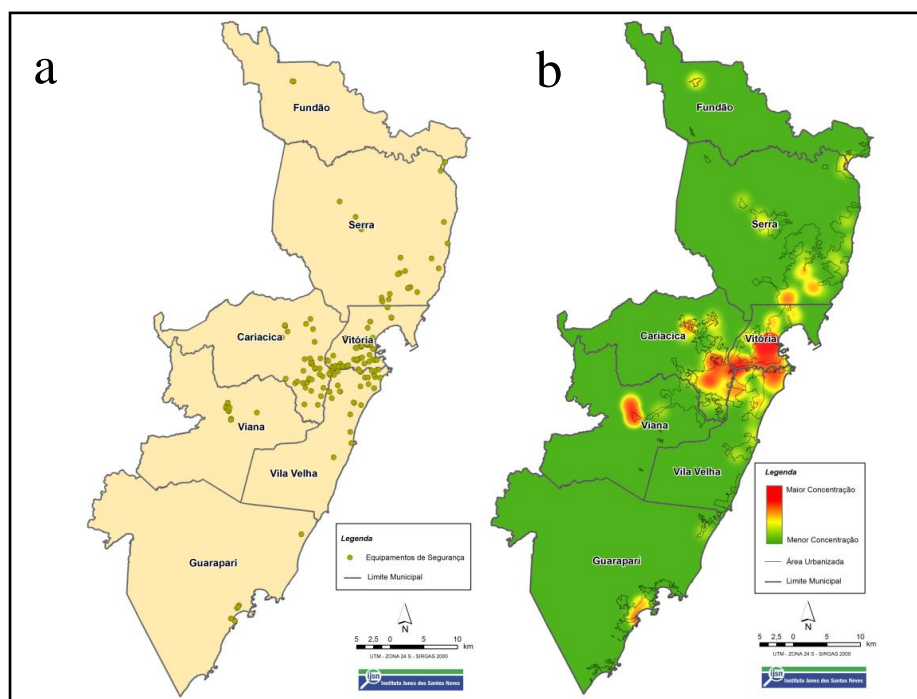 a
Fundão
Serra
Cariacica
Vitória
Viana
Vila Velha
Guarapari
Legenda
Equipamentos de Segurança
Limite Municipal
N
5 2,5 0 5 10
km
UTM - ZONA 24 S - SIRGAS 2000
ijsn
Instituto Jones dos Santos Neves
b
Fundão
Serra
Cariacica
Vitória
Viana
Vila Velha
Guarapari
Legenda
Maior Concentração
Menor Concentração
Área Urbanizada
Limite Municipal
N
5 2,5 0 5 10
km
UTM - ZONA 24 S - SIRGAS 2000
ijsn
Instituto Jones dos Santos Neves